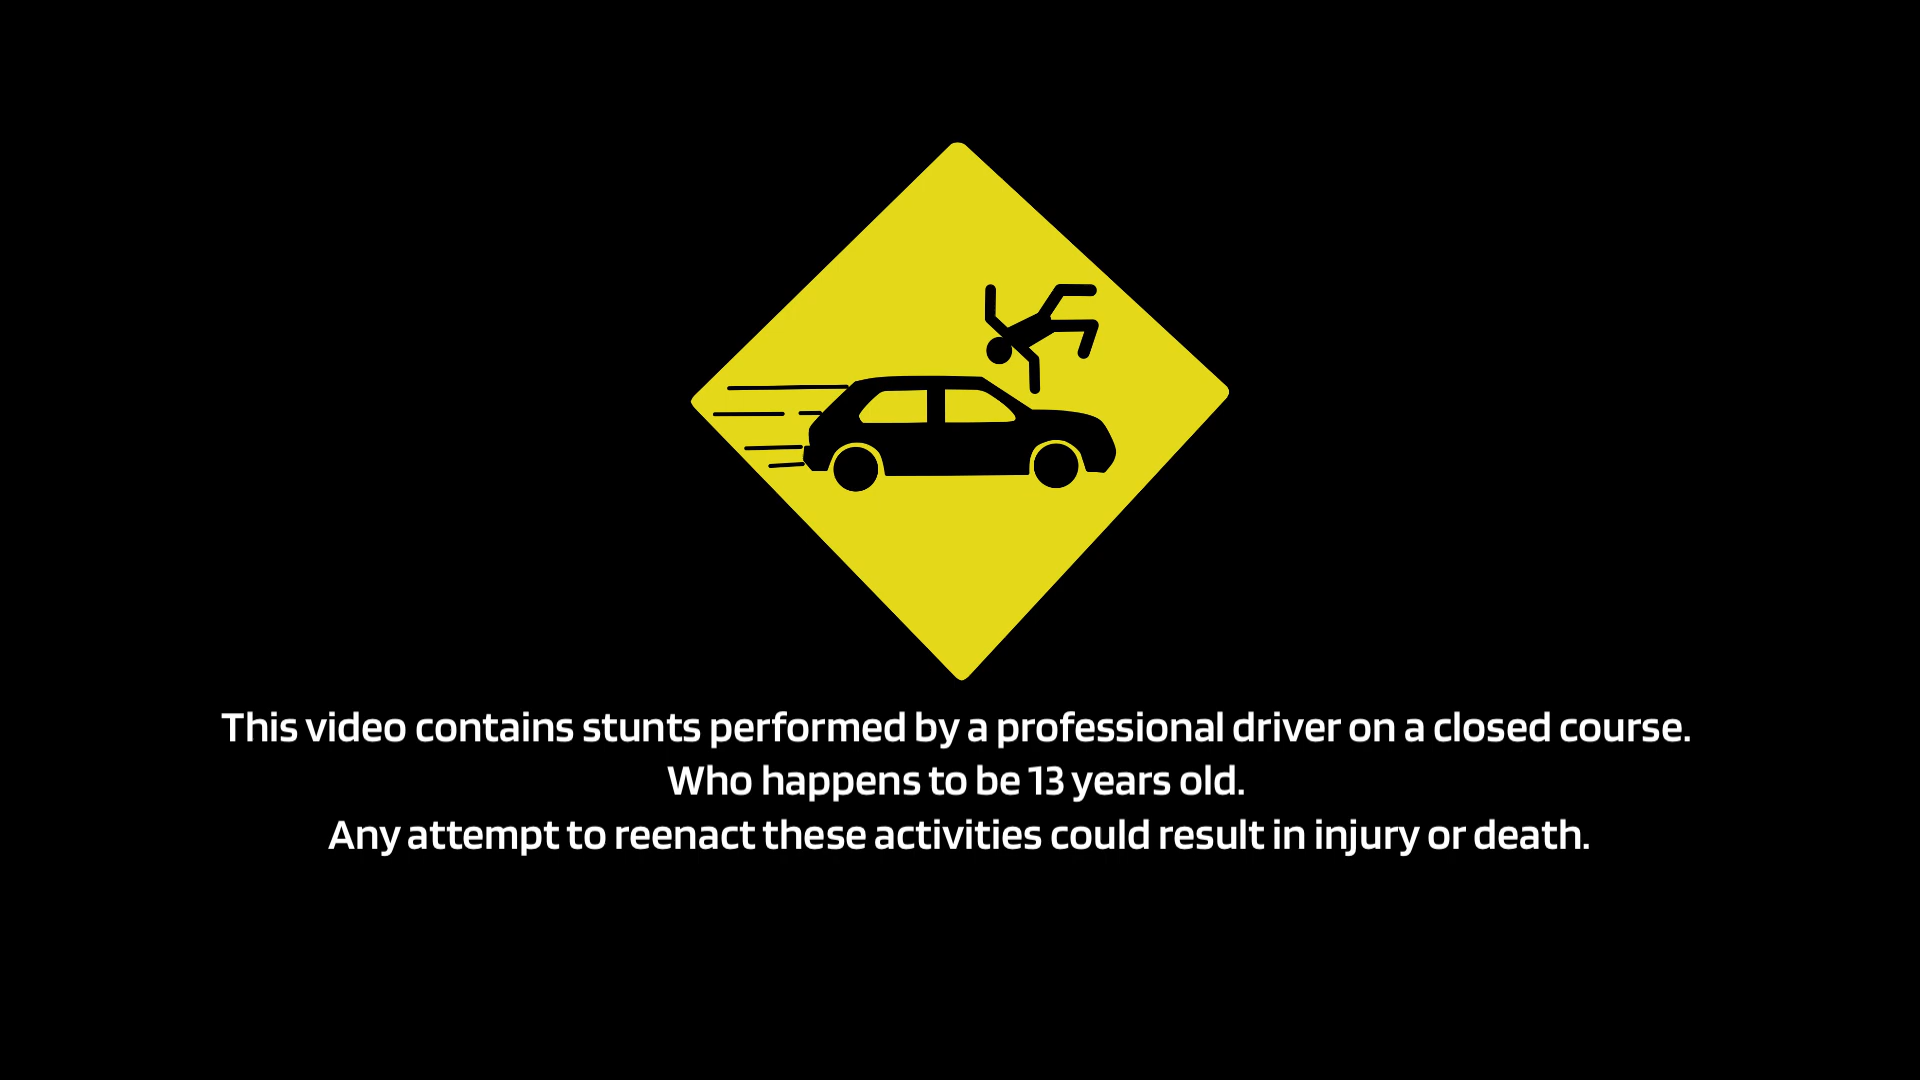 This video contains stunts performed by a professional driver on a closed course.
Who happens to be 13 years old.
Any attempt to reenact these activities could result in injury or death.